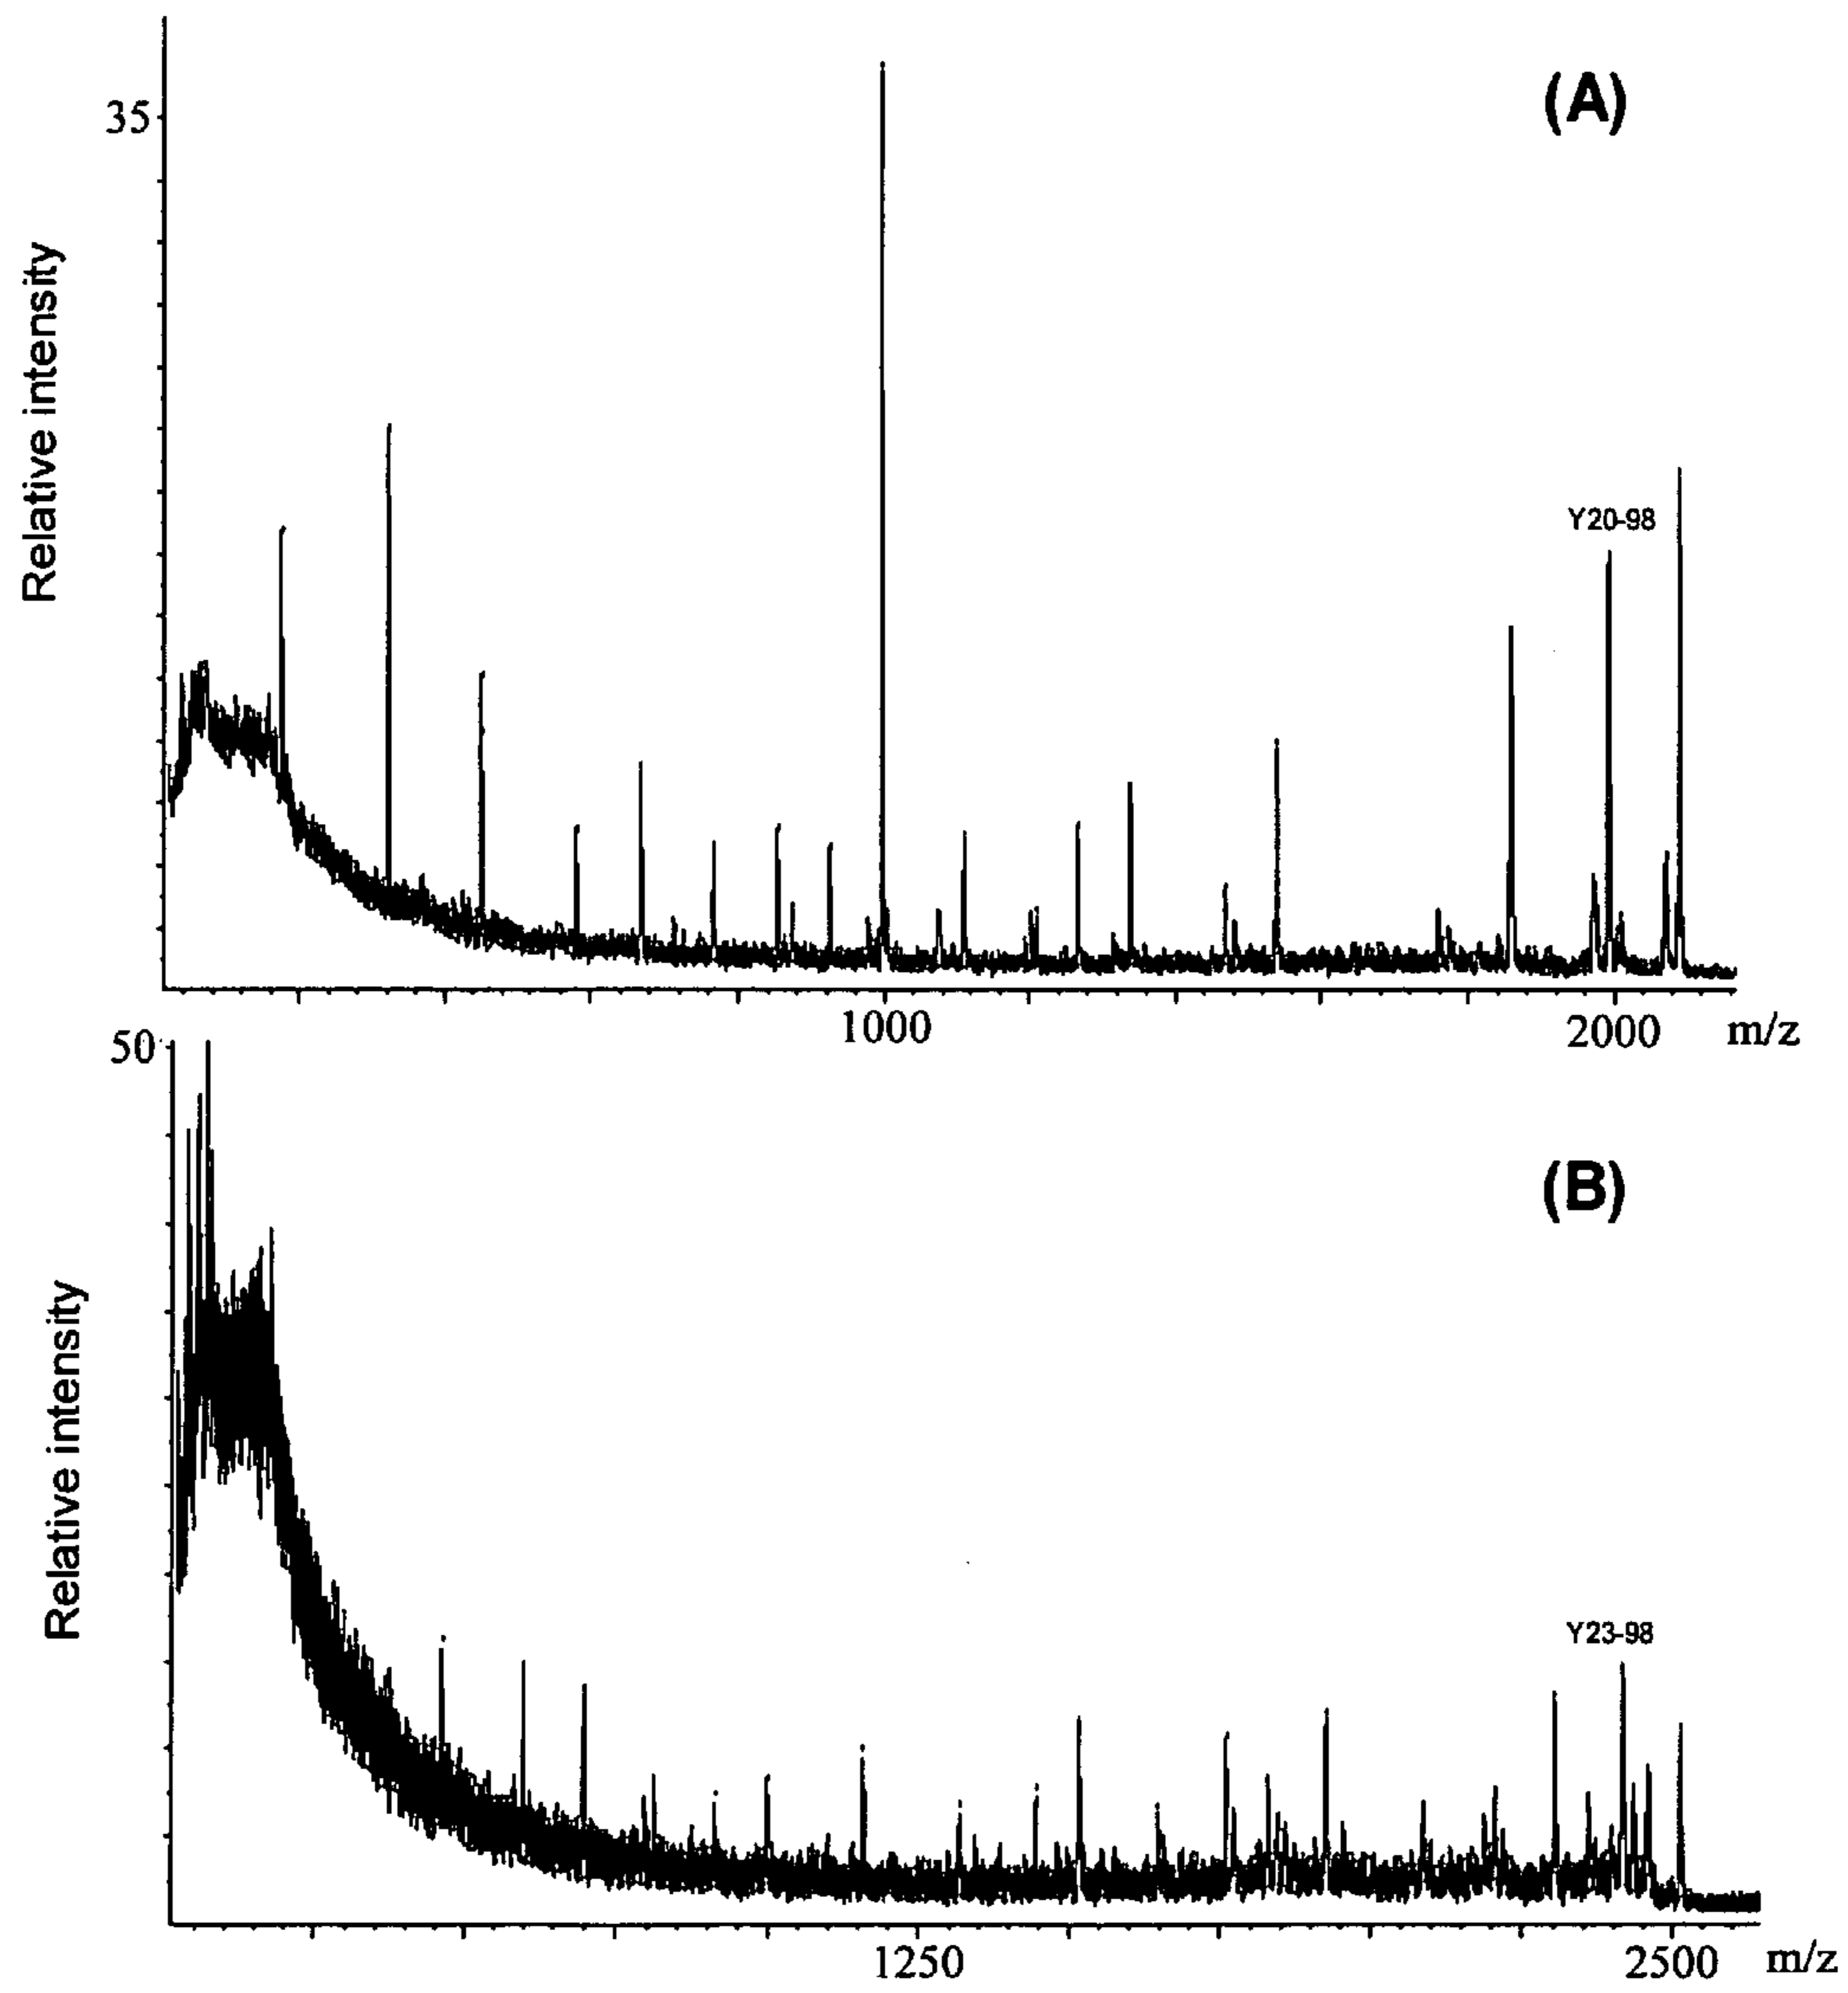 (A)
35
Relative intensity
Y20-98
1000
2000
m/z
50
(B)
Relative intensity
Y23-98
1250
2500
m/z